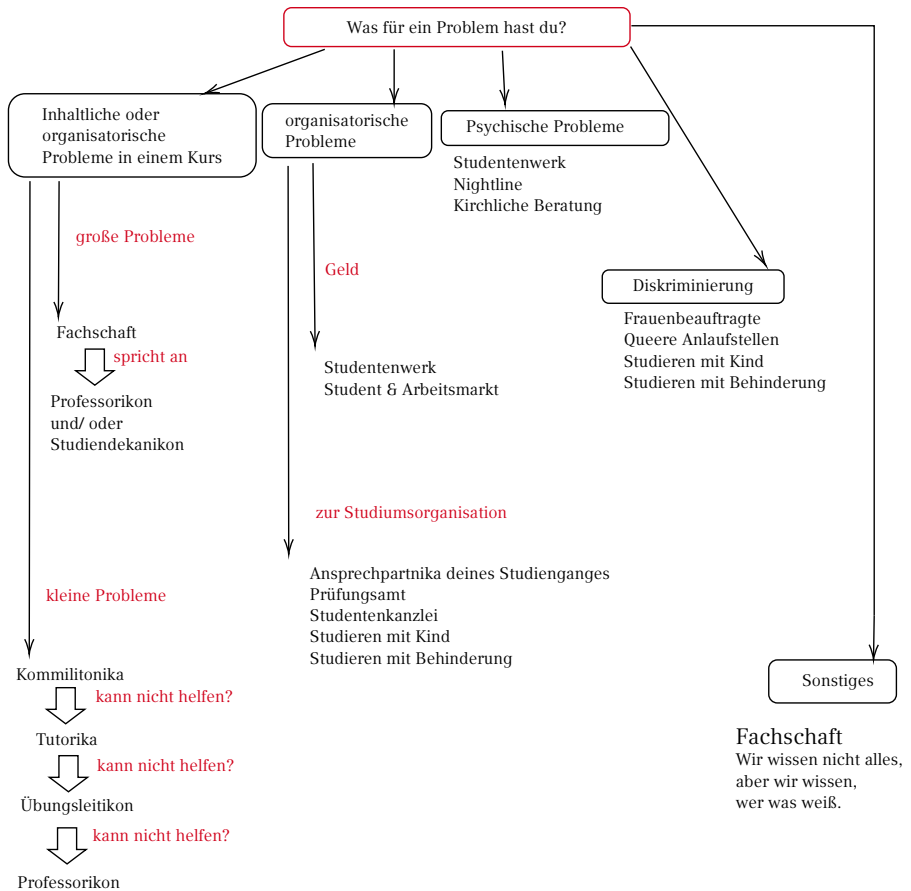 Was für ein Problem hast du?
Inhaltliche oder
organisatorische
Probleme in einem Kurs
große Probleme
Fachschaft
spricht an
Professorikon
und/ oder
Studiendekanikon
kleine Probleme
Kommilitonika
kann nicht helfen?
Tutorika
kann nicht helfen?
Übungsleitikon
kann nicht helfen?
Professorikon
organisatorische
Probleme
Geld
Studentenwerk
Student & Arbeitsmarkt
zur Studiumsorganisation
Ansprechpartnika deines Studienganges
Prüfungsamt
Studentenkanzlei
Studieren mit Kind
Studieren mit Behinderung
Psychische Probleme
Studentenwerk
Nightline
Kirchliche Beratung
Diskriminierung
Frauenbeauftragte
Queere Anlaufstellen
Studieren mit Kind
Studieren mit Behinderung
Sonstiges
Fachschaft
Wir wissen nicht alles,
aber wir wissen,
wer was weiß.